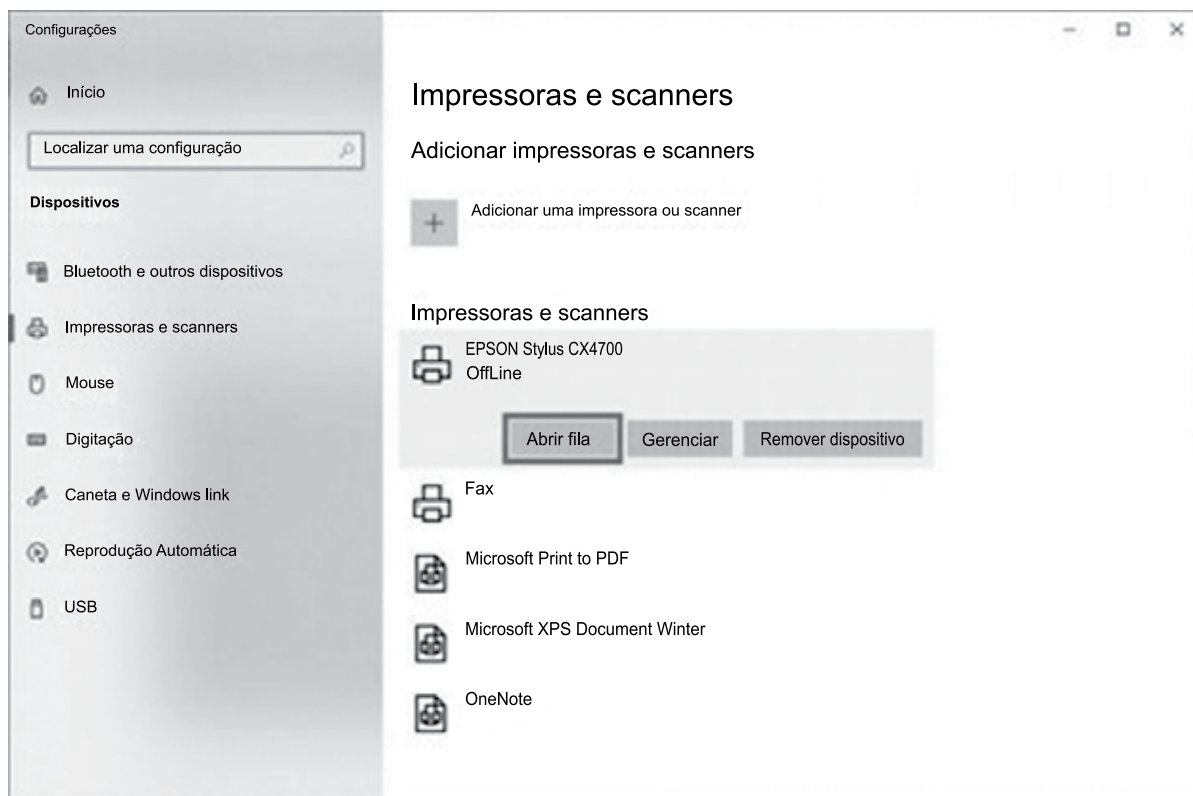 Configurações
Início
Localizar uma configuração
Dispositivos
Bluetooth e outros dispositivos
Impressoras e scanners
Mouse
Digitação
Caneta e Windows link
Reprodução Automática
USB
Impressoras e scanners
Adicionar impressoras e scanners
Adicionar uma impressora ou scanner
Impressoras e scanners
EPSON Stylus CX4700
OffLine
Abrir fila Gerenciar Remover dispositivo
Fax
Microsoft Print to PDF
Microsoft XPS Document Winter
OneNote